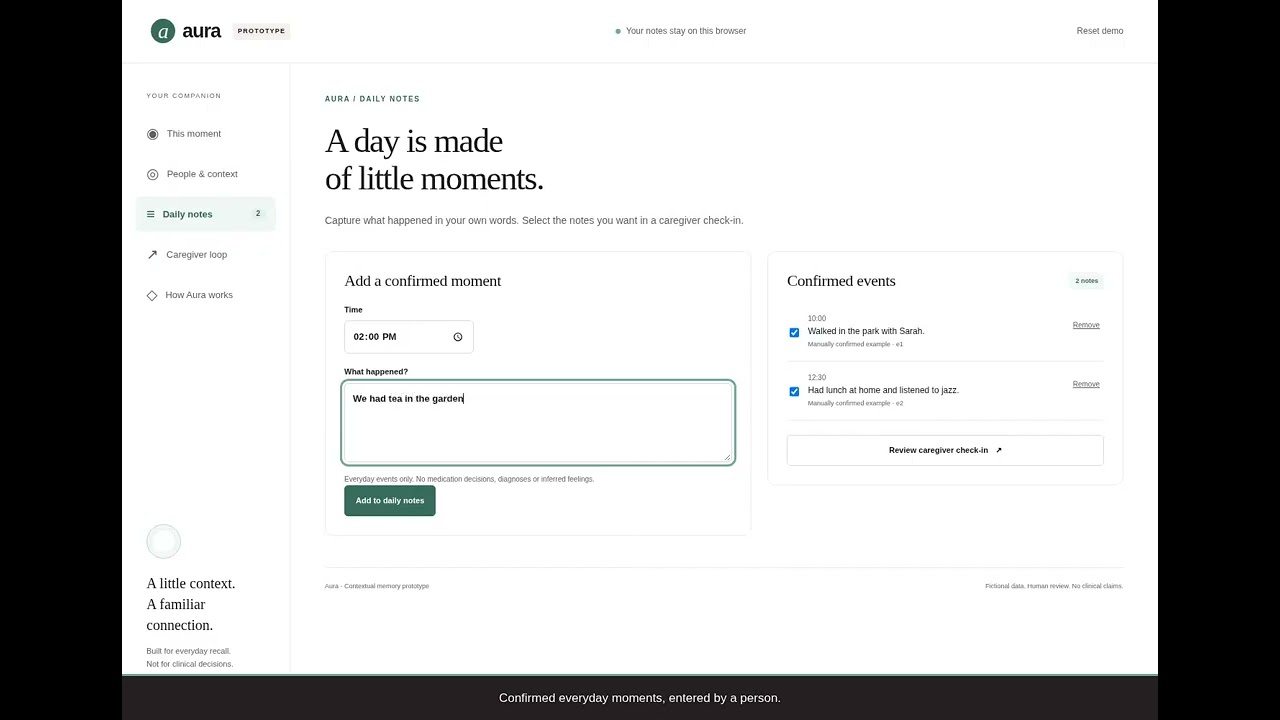 a aura PROTOTYPE
Your notes stay on this browser
Reset demo
YOUR COMPANION
This moment
People & context
Daily notes 2
Caregiver loop
How Aura works
A little context.
A familiar
connection.
Built for everyday recall.
Not for clinical decisions.
AURA / DAILY NOTES
A day is made
of little moments.
Capture what happened in your own words. Select the notes you want in a caregiver check-in.
Add a confirmed moment
Time
02:00 PM
What happened?
We had tea in the garden
Everyday events only. No medication decisions, diagnoses or inferred feelings.
Add to daily notes
Confirmed events 2 notes
10:00
Walked in the park with Sarah.
Manually confirmed example · e1
Remove
12:30
Had lunch at home and listened to jazz.
Manually confirmed example · e2
Remove
Review caregiver check-in ↗
Aura · Contextual memory prototype
Fictional data. Human review. No clinical claims.
Confirmed everyday moments, entered by a person.